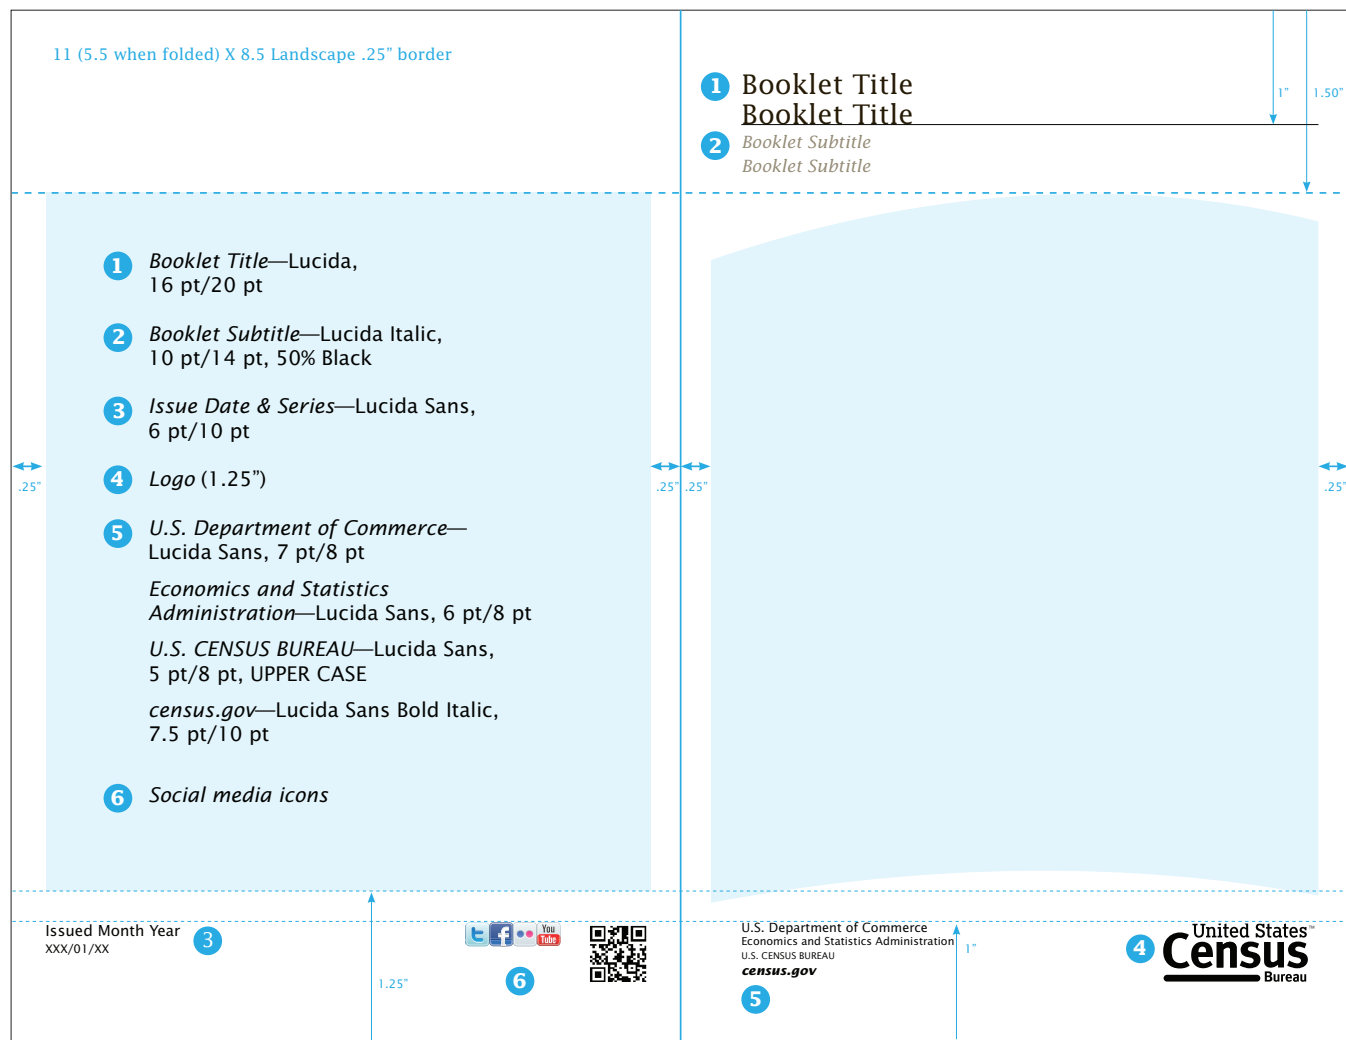 11 (5.5 when folded) X 8.5 Landscape .25” border
1 Booklet Title
Booklet Title
2 Booklet Subtitle
Booklet Subtitle
1”
1.50”
1 Booklet Title—Lucida,
16 pt/20 pt
2 Booklet Subtitle—Lucida Italic,
10 pt/14 pt, 50% Black
3 Issue Date & Series—Lucida Sans,
6 pt/10 pt
4 Logo (1.25”)
5 U.S. Department of Commerce—
Lucida Sans, 7 pt/8 pt
Economics and Statistics
Administration—Lucida Sans, 6 pt/8 pt
U.S. CENSUS BUREAU—Lucida Sans,
5 pt/8 pt, UPPER CASE
census.gov—Lucida Sans Bold Italic,
7.5 pt/10 pt
6 Social media icons
.25”
.25”
.25”
.25”
Issued Month Year
XXX/01/XX
3
You
Tube
6
1.25”
U.S. Department of Commerce
Economics and Statistics Administration
U.S. CENSUS BUREAU
census.gov
5
1”
4
United States™
Census
Bureau